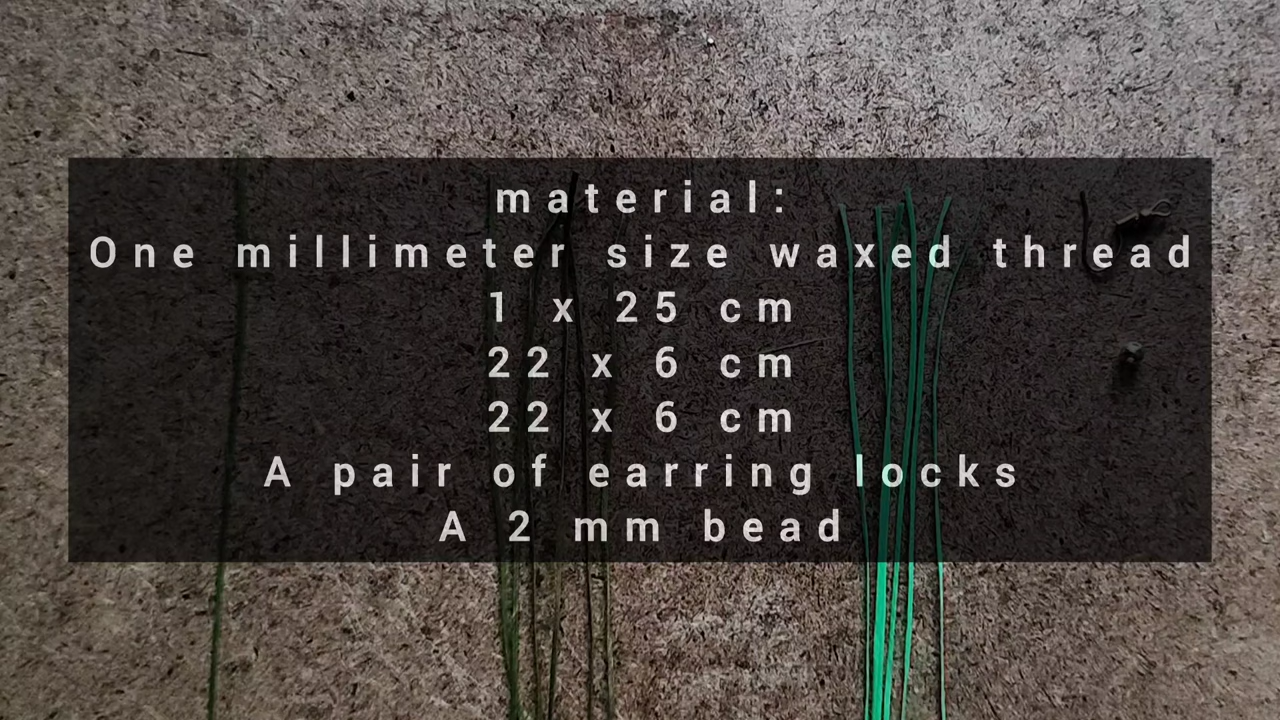 material:
One millimeter size waxed thread
1 x 25 cm
22 x 6 cm
22 x 6 cm
A pair of earring locks
A 2 mm bead